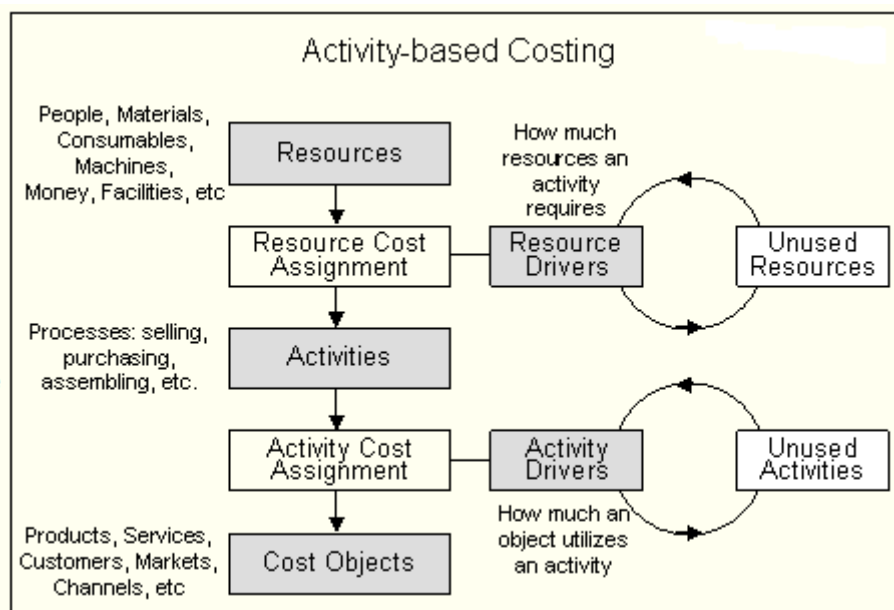 Activity-based Costing
People, Materials,
Consumables,
Machines,
Money, Facilities, etc
Resources
How much
resources an
activity
requires
Resource Cost
Assignment
Resource
Drivers
Unused
Resources
Processes: selling,
purchasing,
assembling, etc.
Activities
Activity Cost
Assignment
Activity
Drivers
Unused
Activities
Products, Services,
Customers, Markets,
Channels, etc
Cost Objects
How much an
object utilizes
an activity